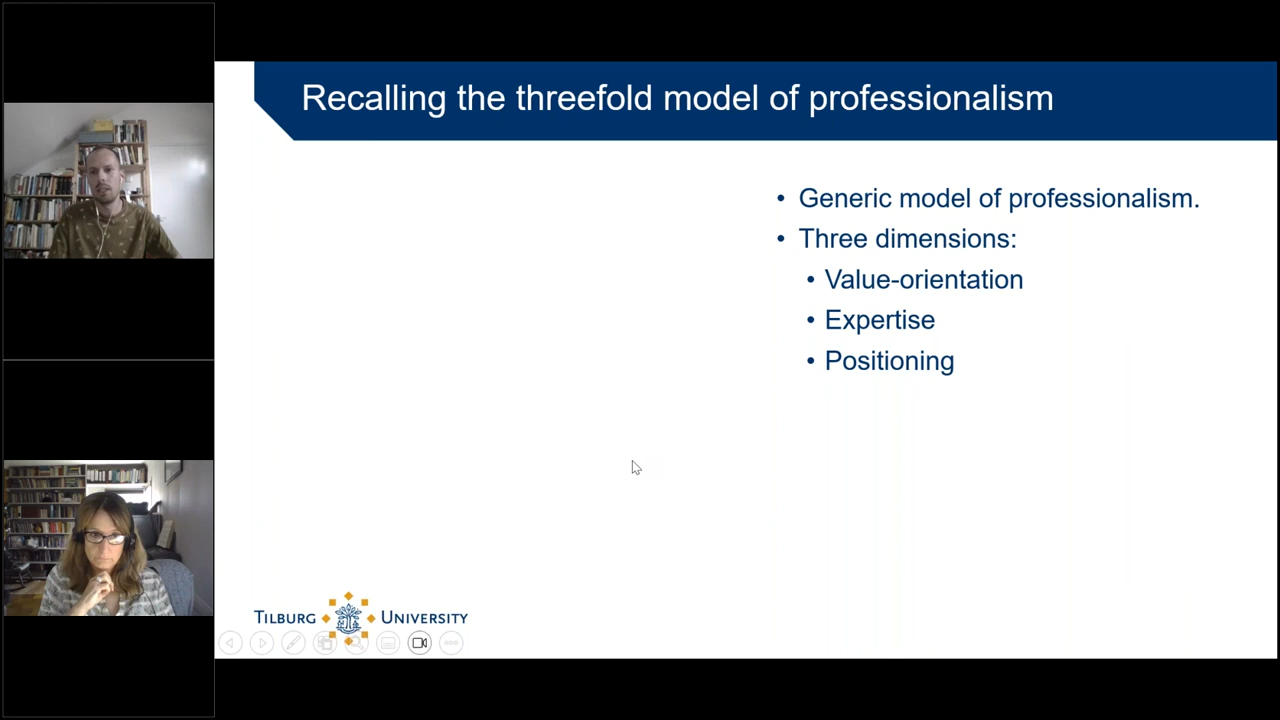 Recalling the threefold model of professionalism
• Generic model of professionalism.
• Three dimensions:
• Value-orientation
• Expertise
• Positioning
TILBURG UNIVERSITY